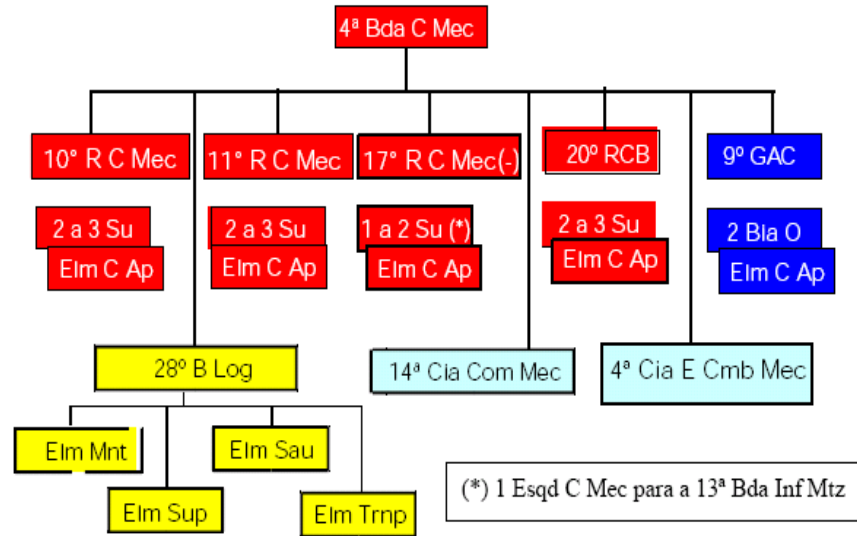 4ª Bda C Mec
10° R C Mec
11° R C Mec
17° R C Mec(-)
20º RCB
9º GAC
2 a 3 Su
Elm C Ap
2 a 3 Su
Elm C Ap
1 a 2 Su (*)
Elm C Ap
2 a 3 Su
Elm C Ap
2 Bia O
Elm C Ap
28º B Log
14ª Cia Com Mec
4ª Cia E Cmb Mec
Elm Mnt
Elm Sau
Elm Sup
Elm Trnp
(*) 1 Esqd C Mec para a 13ª Bda Inf Mtz